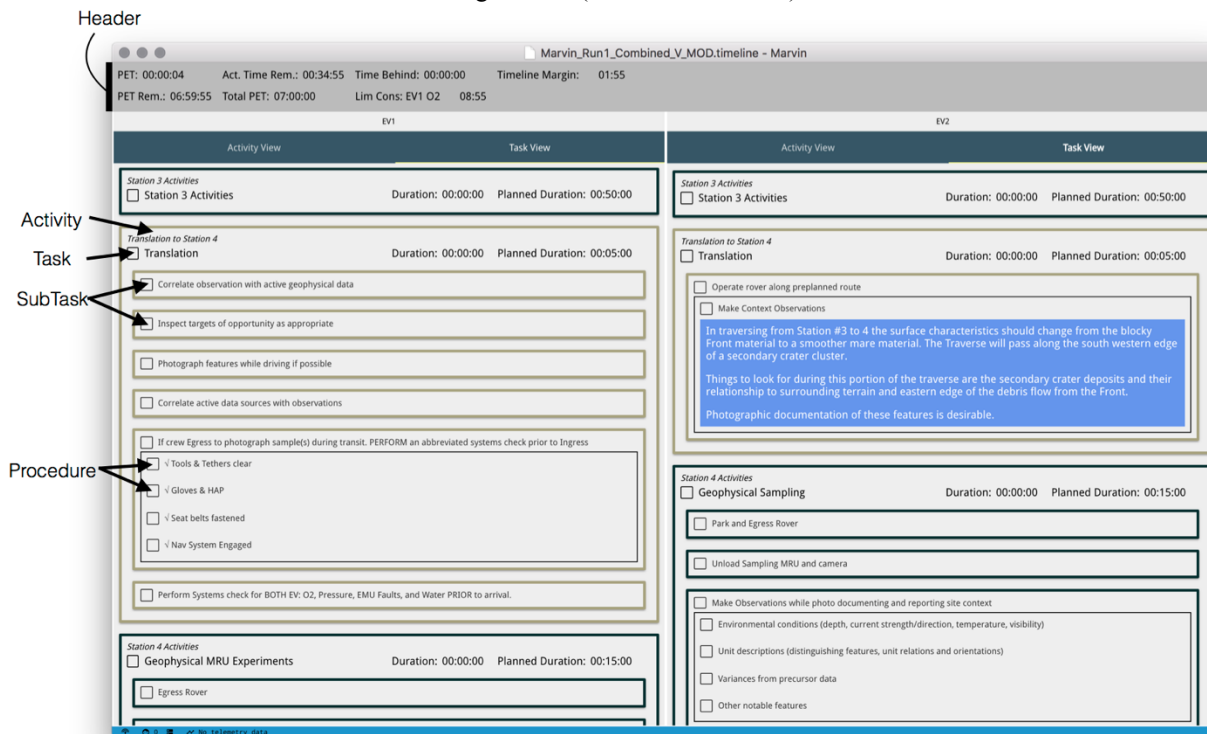 Header
Marvin_Run1_Combined_V_MOD.timeline – Marvin
PET: 00:00:04 Act. Time Rem.: 00:34:55 Time Behind: 00:00:00 Timeline Margin: 01:55
PET Rem.: 06:59:55 Total PET: 07:00:00 Lim Cons: EV1 O2 08:55
EV1
Activity View Task View
Station 3 Activities
Station 3 Activities Duration: 00:00:00 Planned Duration: 00:50:00
Activity
Translation to Station 4
Task
Translation Duration: 00:00:00 Planned Duration: 00:05:00
SubTask
Correlate observation with active geophysical data
Inspect targets of opportunity as appropriate
Photograph features while driving if possible
Correlate active data sources with observations
If crew Egress to photograph sample(s) during transit. PERFORM an abbreviated systems check prior to Ingress
Procedure
√ Tools & Tethers clear
√ Gloves & HAP
√ Seat belts fastened
√ Nav System Engaged
Perform Systems check for BOTH EV: O2, Pressure, EMU Faults, and Water PRIOR to arrival.
Station 4 Activities
Geophysical MRU Experiments Duration: 00:00:00 Planned Duration: 00:15:00
Egress Rover
EV2
Activity View Task View
Station 3 Activities
Station 3 Activities Duration: 00:00:00 Planned Duration: 00:50:00
Translation to Station 4
Translation Duration: 00:00:00 Planned Duration: 00:05:00
Operate rover along preplanned route
Make Context Observations
In traversing from Station #3 to 4 the surface characteristics should change from the blocky
Front material to a smoother mare material. The Traverse will pass along the south western edge
of a secondary crater cluster.
Things to look for during this portion of the traverse are the secondary crater deposits and their
relationship to surrounding terrain and eastern edge of the debris flow from the Front.
Photographic documentation of these features is desirable.
Station 4 Activities
Geophysical Sampling Duration: 00:00:00 Planned Duration: 00:15:00
Park and Egress Rover
Unload Sampling MRU and camera
Make Observations while photo documenting and reporting site context
Environmental conditions (depth, current strength/direction, temperature, visibility)
Unit descriptions (distinguishing features, unit relations and orientations)
Variances from precursor data
Other notable features
No telemetry data